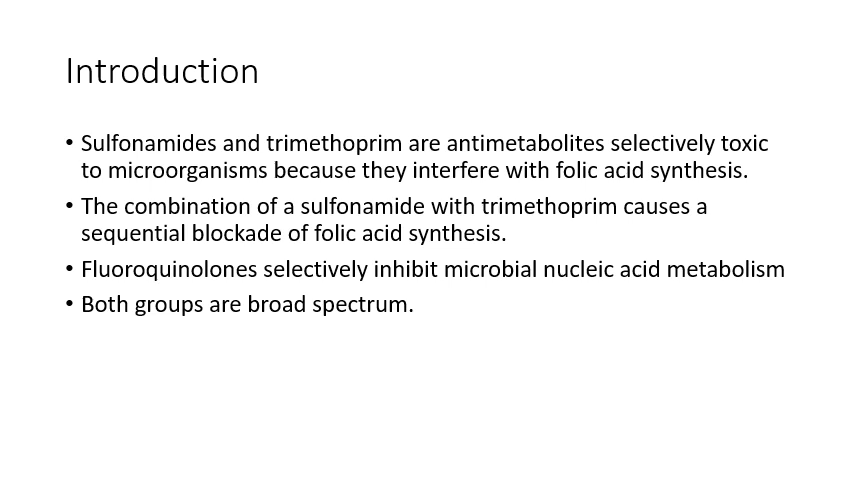 Introduction
• Sulfonamides and trimethoprim are antimetabolites selectively toxic
to microorganisms because they interfere with folic acid synthesis.
• The combination of a sulfonamide with trimethoprim causes a
sequential blockade of folic acid synthesis.
• Fluoroquinolones selectively inhibit microbial nucleic acid metabolism
• Both groups are broad spectrum.